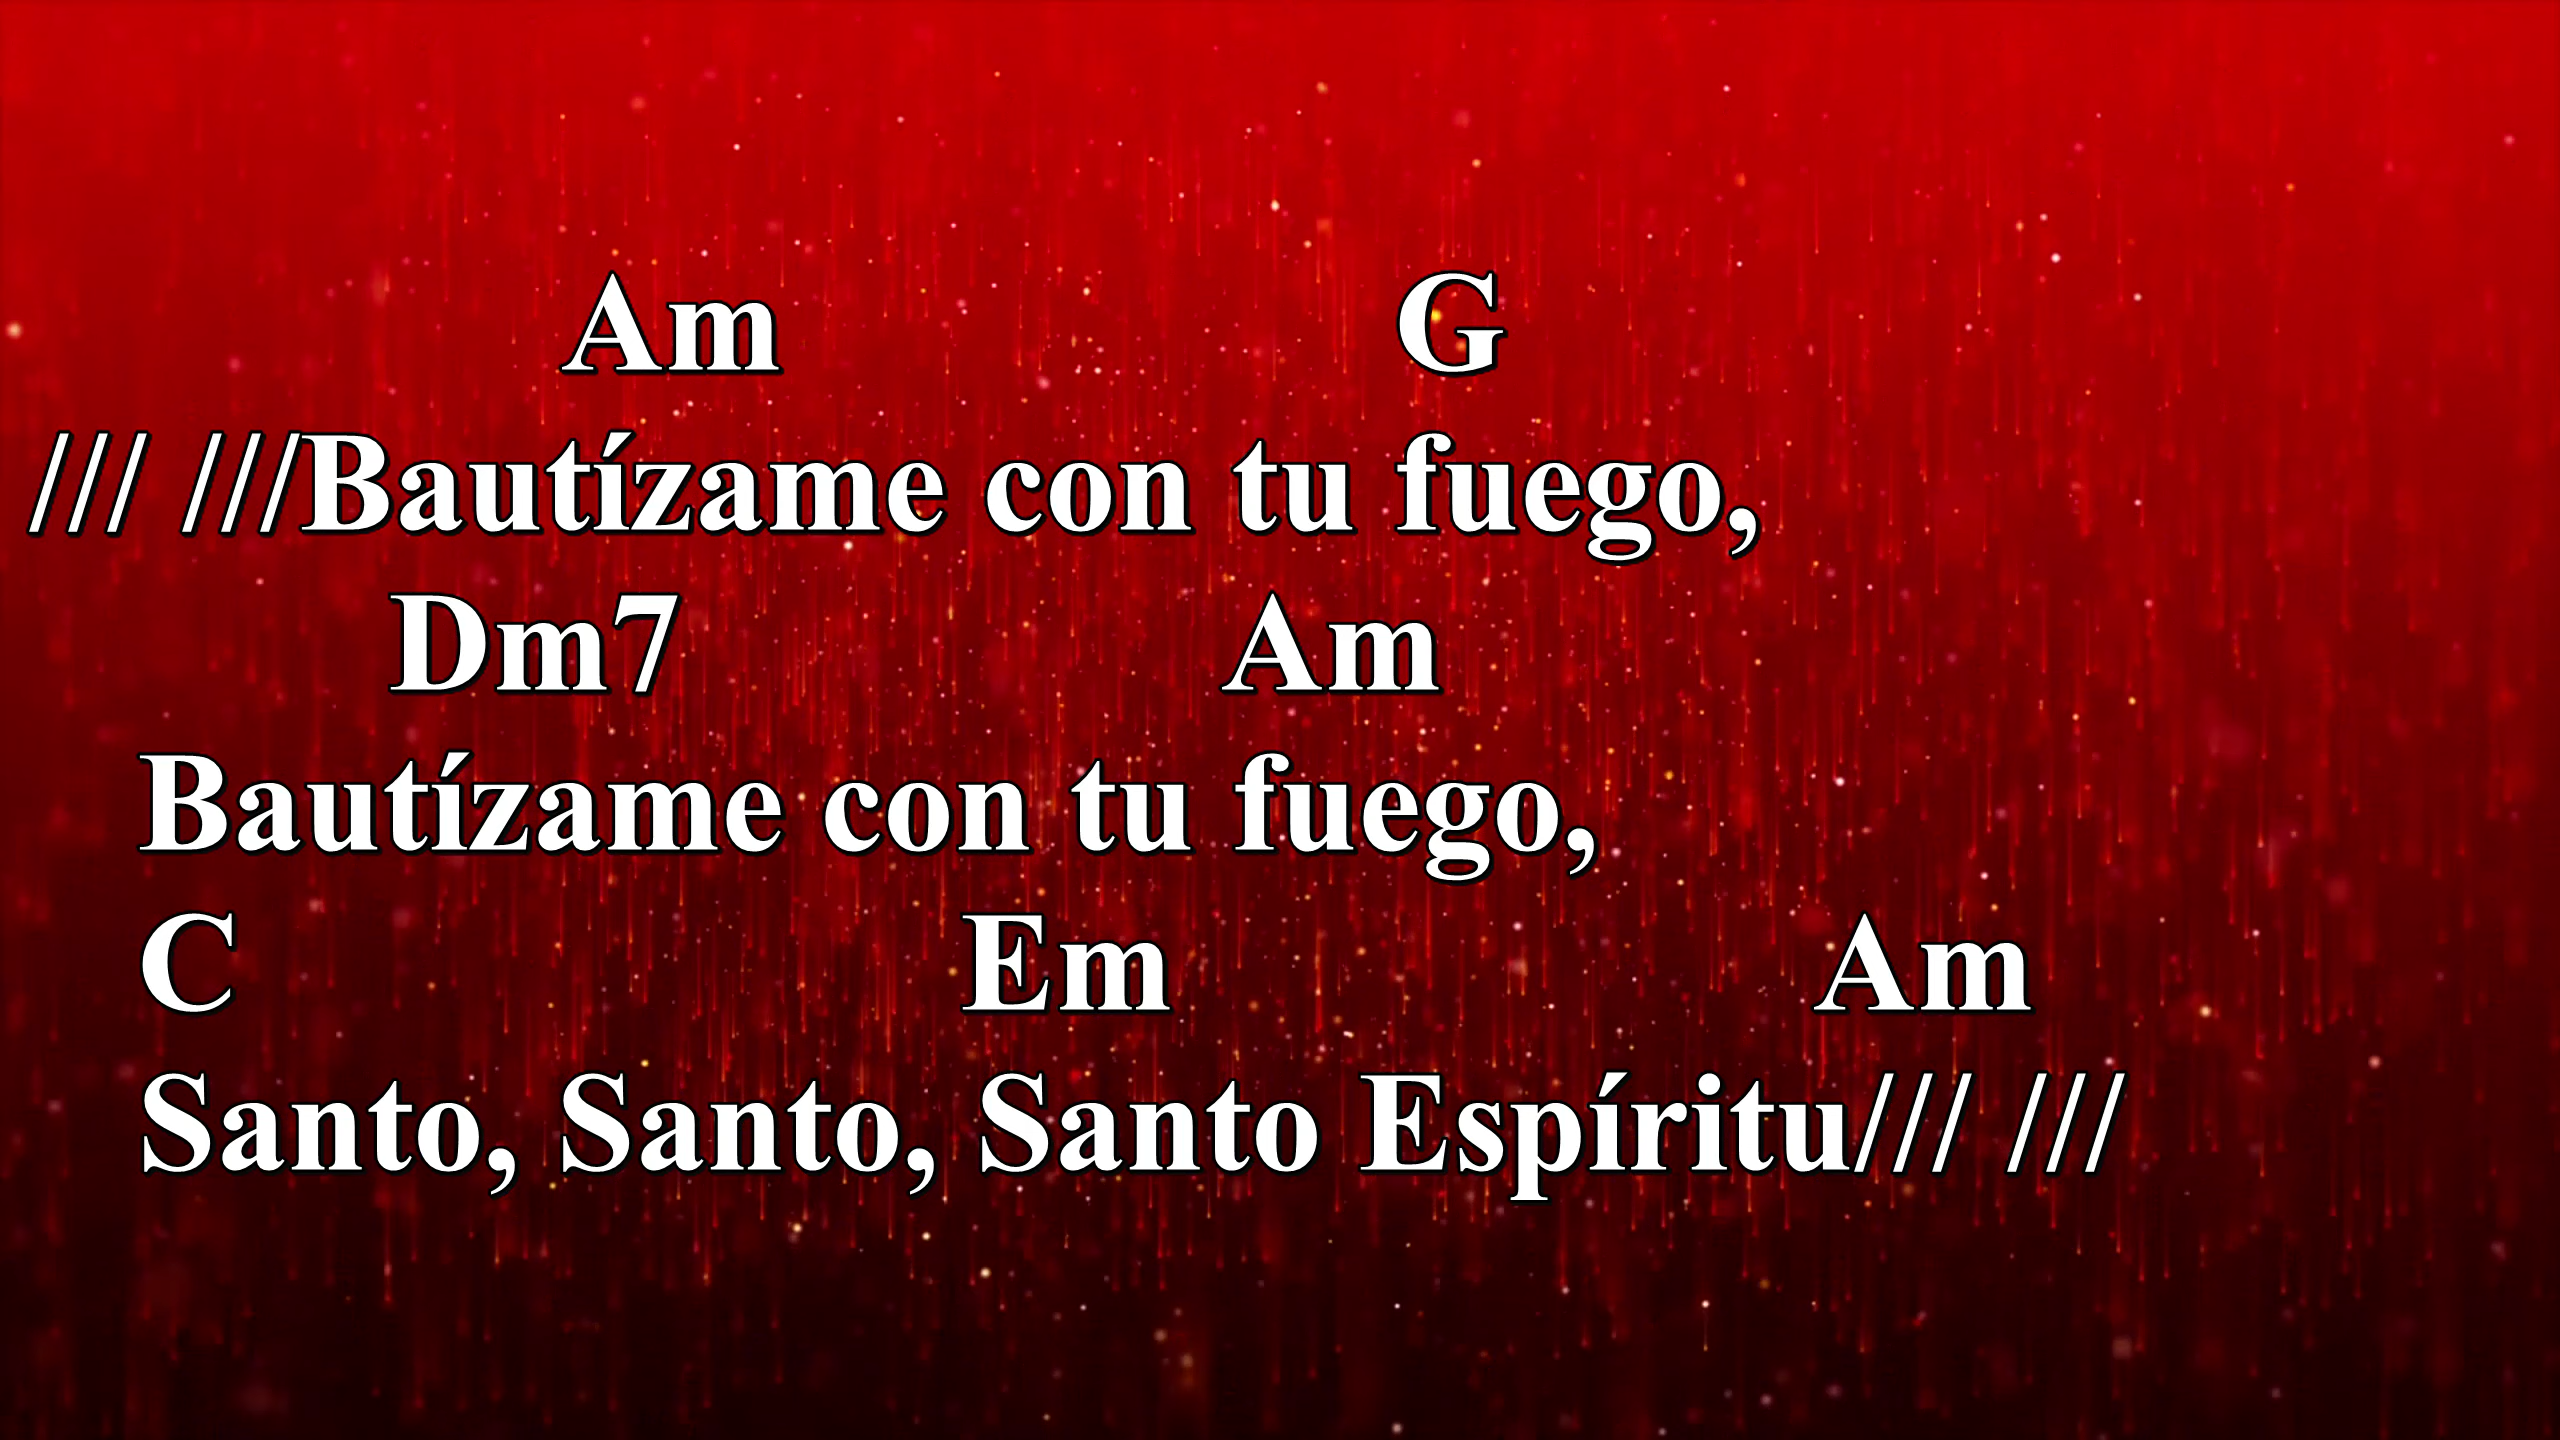 Am G
/// ///Bautízame con tu fuego,
Dm7 Am
Bautízame con tu fuego,
C Em Am
Santo, Santo, Santo Espíritu/// ///